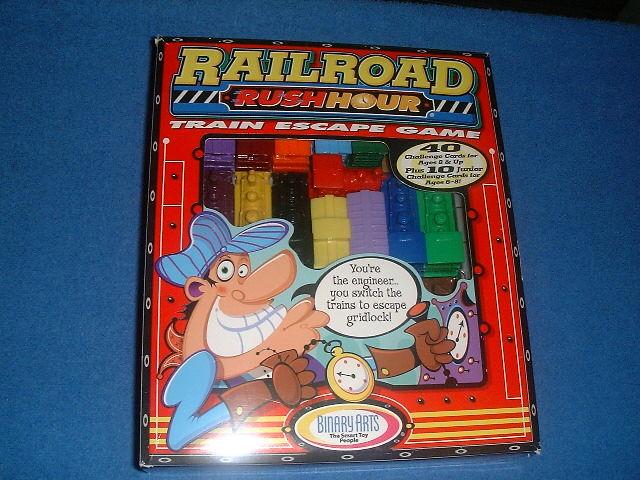 RAILROAD
RUSH HOUR
TRAIN ESCAPE GAME
40
Challenge Cards for
Ages 8 & Up
Plus 10 Junior
Challenge Cards for
Ages 6-8!
You're
the engineer...
you switch the
trains to escape
gridlock!
BINARY ARTS
The Smart Toy
People